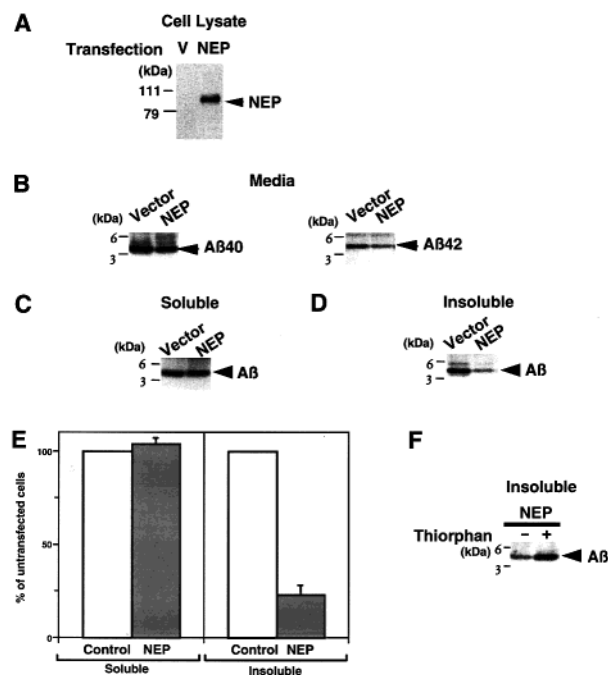 A
Cell Lysate
Transfection V NEP
(kDa)
111
79
NEP
B
Media
(kDa) Vector NEP
6
3
Aß40
(kDa) Vector NEP
6
3
Aß42
C
Soluble
(kDa) Vector NEP
6
3
Aß
D
Insoluble
(kDa) Vector NEP
6
3
Aß
E
% of untransfected cells
100
50
0
Control NEP
Soluble
Control NEP
Insoluble
F
Insoluble
NEP
Thiorphan − +
(kDa)
6
3
Aß